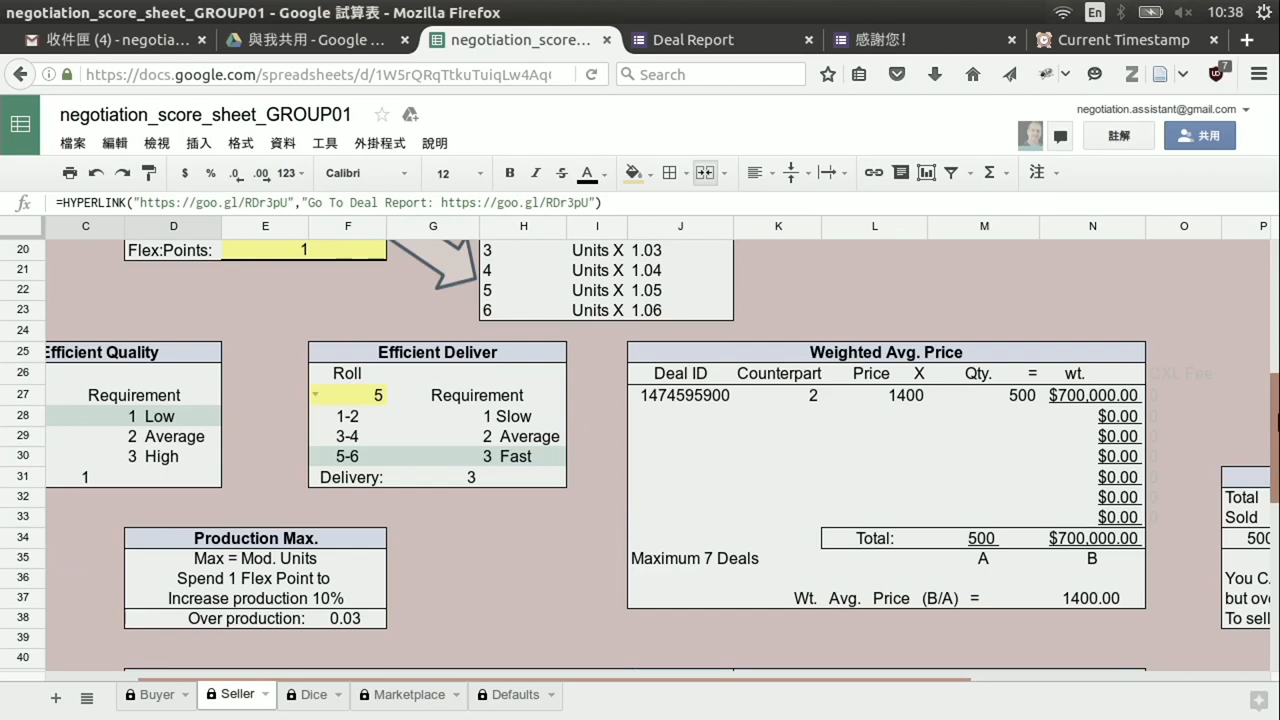 negotiation_score_sheet_GROUP01 - Google 試算表 - Mozilla Firefox
En
10:38
收件匣 (4) - negotia… ×
與我共用 - Google … ×
negotiation_score… ×
Deal Report ×
感謝您! ×
Current Timestamp ×
https://docs.google.com/spreadsheets/d/1W5rQRqTtkuTuiqLw4Aq
Search
7
negotiation_score_sheet_GROUP01
negotiation.assistant@gmail.com
檔案 編輯 檢視 插入 格式 資料 工具 外掛程式 說明
註解
共用
$ % .0 .00 123 Calibri 12 B I S A Σ 注
fx =HYPERLINK("https://goo.gl/RDr3pU","Go To Deal Report: https://goo.gl/RDr3pU")
C D E F G H I J K L M N O P
20 Flex:Points: 1 3 Units X 1.03
21 4 Units X 1.04
22 5 Units X 1.05
23 6 Units X 1.06
24
25 Efficient Quality Efficient Deliver Weighted Avg. Price
26 Roll Deal ID Counterpart Price X Qty. = wt. CXL Fee
27 Requirement 5 Requirement 1474595900 2 1400 500 $700,000.00 0
28 1 Low 1-2 1 Slow $0.00 0
29 2 Average 3-4 2 Average $0.00 0
30 3 High 5-6 3 Fast $0.00 0
31 1 Delivery: 3 $0.00 0
32 $0.00 0 Total
33 $0.00 0 Sold
34 Production Max. Total: 500 $700,000.00 500
35 Max = Mod. Units Maximum 7 Deals A B
36 Spend 1 Flex Point to You C
37 Increase production 10% Wt. Avg. Price (B/A) = 1400.00 but ov
38 Over production: 0.03 To sell
39
40
+ Buyer Seller Dice Marketplace Defaults